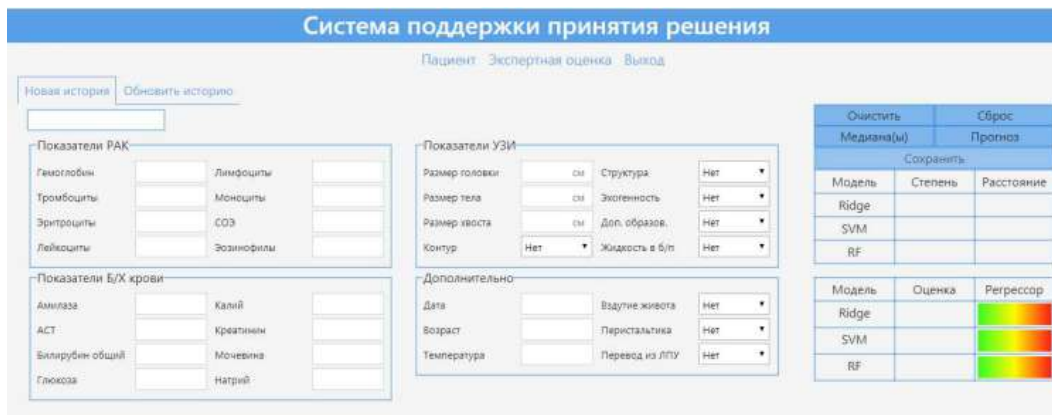 Система поддержки принятия решения
Пациент Экспертная оценка Выход
Новая история Обновить историю
Показатели РАК
Гемоглобин Лимфоциты
Тромбоциты Моноциты
Эритроциты СОЭ
Лейкоциты Эозинофилы
Показатели УЗИ
Размер головки см Структура Нет
Размер тела см Эхогенность Нет
Размер хвоста см Доп. образов. Нет
Контур Нет Жидкость в б/п Нет
Показатели Б/Х крови
Амилаза Калий
АСТ Креатинин
Билирубин общий Мочевина
Глюкоза Натрий
Дополнительно
Дата Вздутие живота Нет
Возраст Перистальтика Нет
Температура Перевод из ЛПУ Нет
Очистить Сброс
Медиана(ы) Прогноз
Сохранить
Модель Степень Расстояние
Ridge
SVM
RF
Модель Оценка Регрессор
Ridge
SVM
RF